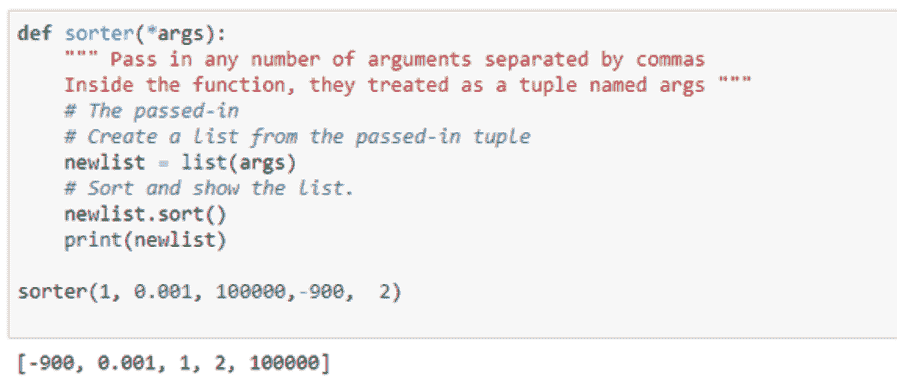 def sorter(*args):
    """ Pass in any number of arguments separated by commas
    Inside the function, they treated as a tuple named args """
    # The passed-in
    # Create a list from the passed-in tuple
    newlist = list(args)
    # Sort and show the list.
    newlist.sort()
    print(newlist)
sorter(1, 0.001, 100000,-900,  2)
[-900, 0.001, 1, 2, 100000]